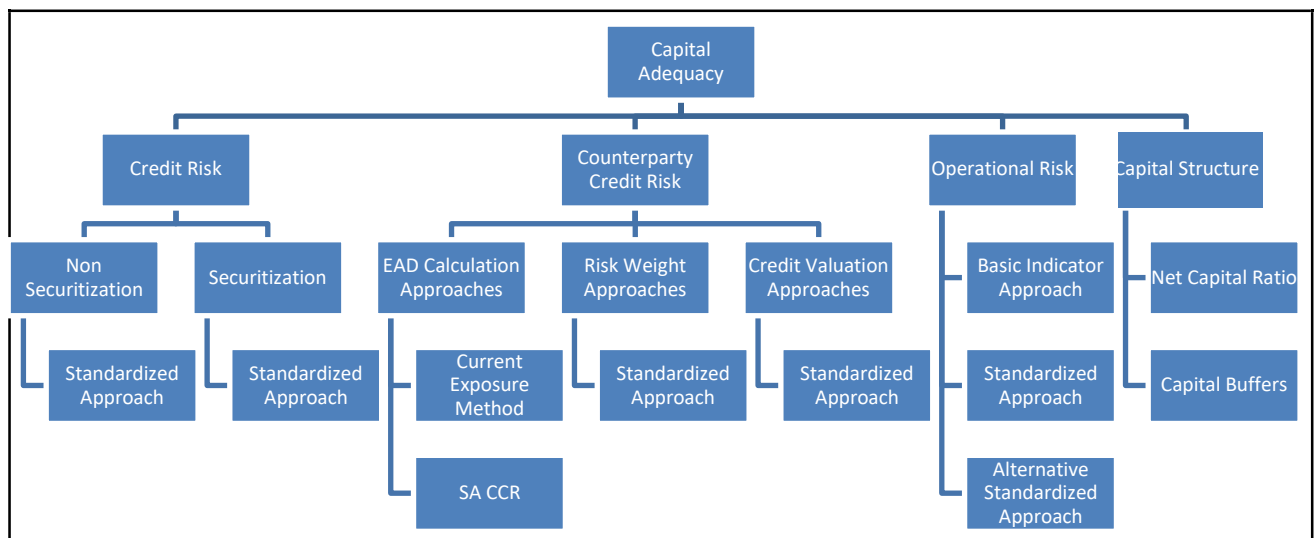 Capital
Adequacy
Credit Risk
Counterparty
Credit Risk
Operational Risk
Capital Structure
Non
Securitization
Securitization
EAD Calculation
Approaches
Risk Weight
Approaches
Credit Valuation
Approaches
Basic Indicator
Approach
Net Capital Ratio
Standardized
Approach
Standardized
Approach
Current
Exposure
Method
Standardized
Approach
Standardized
Approach
Standardized
Approach
Capital Buffers
SA CCR
Alternative
Standardized
Approach